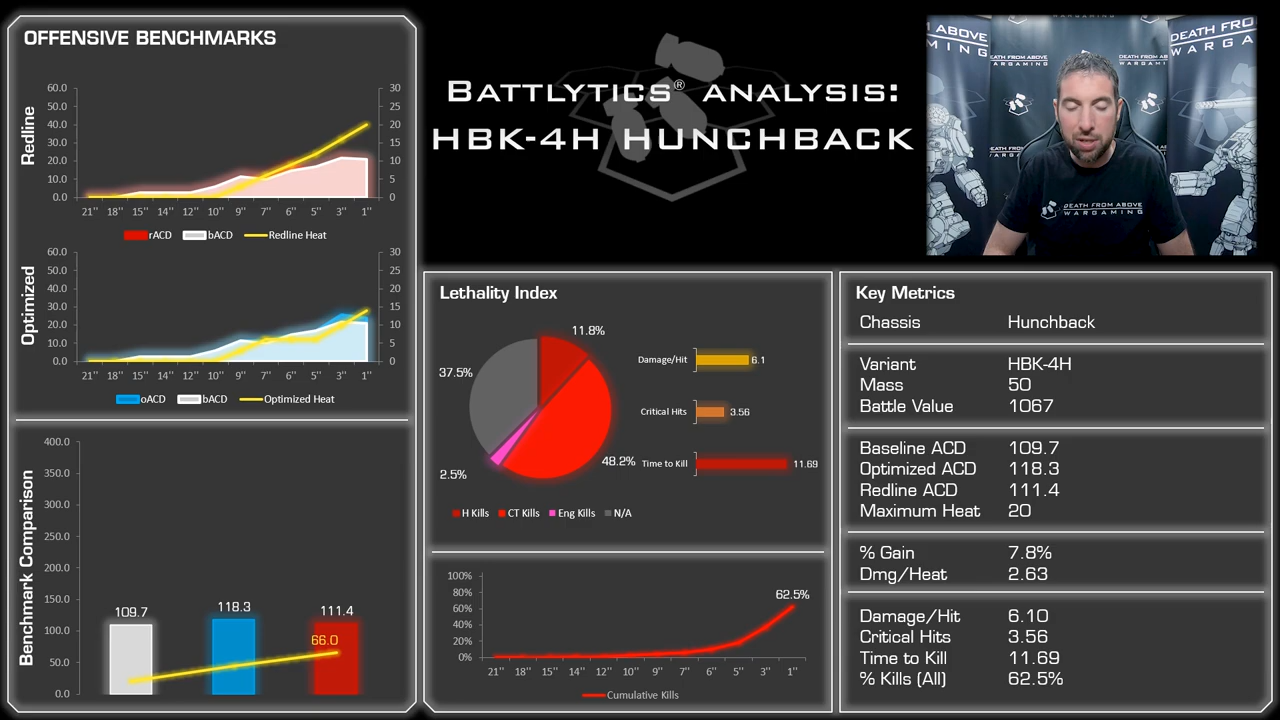 OFFENSIVE BENCHMARKS
Redline
60.0
50.0
40.0
30.0
20.0
10.0
0.0
30
25
20
15
10
5
0
21" 18" 15" 14" 12" 10" 9" 7" 6" 5" 3" 1"
rACD bACD Redline Heat
Optimized
60.0
50.0
40.0
30.0
20.0
10.0
0.0
30
25
20
15
10
5
0
21" 18" 15" 14" 12" 10" 9" 7" 6" 5" 3" 1"
oACD bACD Optimized Heat
Benchmark Comparison
400.0
350.0
300.0
250.0
200.0
150.0
100.0
50.0
0.0
109.7 118.3 111.4
66.0
BATTLYTICS® ANALYSIS:
HBK-4H HUNCHBACK
DEATH FROM ABOVE
WARGAMING
Lethality Index
11.8%
48.2%
2.5%
37.5%
H Kills CT Kills Eng Kills N/A
Damage/Hit 6.1
Critical Hits 3.56
Time to Kill 11.69
100%
80%
60%
40%
20%
0%
62.5%
21" 18" 15" 14" 12" 10" 9" 7" 6" 5" 3" 1"
Cumulative Kills
Key Metrics
Chassis Hunchback
Variant HBK-4H
Mass 50
Battle Value 1067
Baseline ACD 109.7
Optimized ACD 118.3
Redline ACD 111.4
Maximum Heat 20
% Gain 7.8%
Dmg/Heat 2.63
Damage/Hit 6.10
Critical Hits 3.56
Time to Kill 11.69
% Kills (All) 62.5%